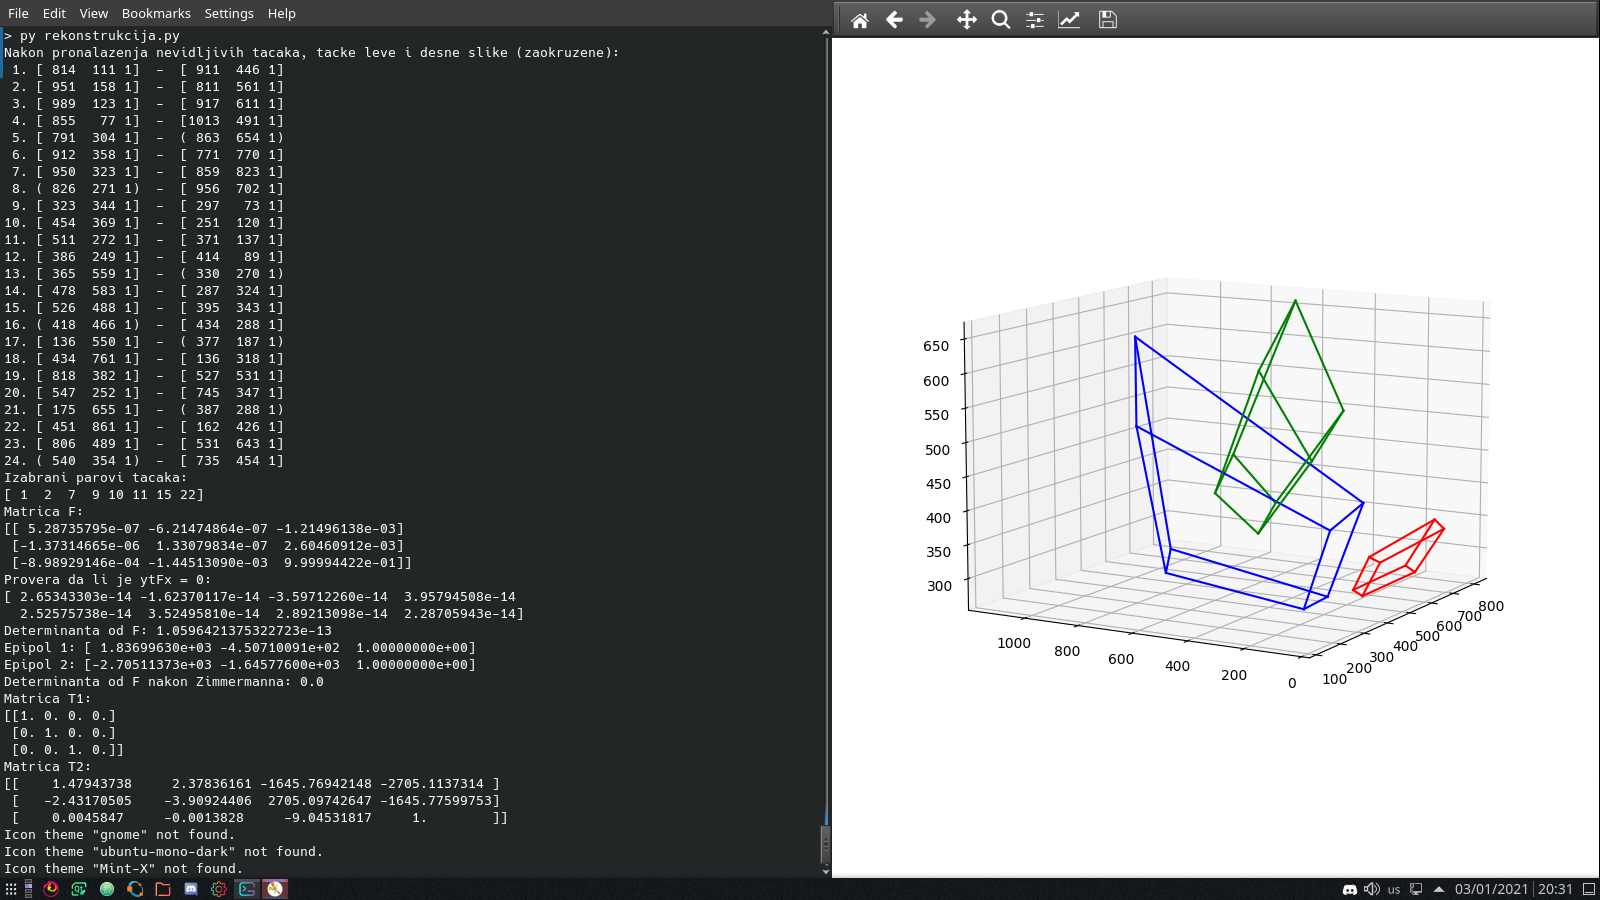 File Edit View Bookmarks Settings Help
> py rekonstrukcija.py
Nakon pronalazenja nevidljivih tacaka, tacke leve i desne slike (zaokruzene):
 1. [ 814  111 1]  -  [ 911  446 1]
 2. [ 951  158 1]  -  [ 811  561 1]
 3. [ 989  123 1]  -  [ 917  611 1]
 4. [ 855   77 1]  -  [1013  491 1]
 5. [ 791  304 1]  -  ( 863  654 1)
 6. [ 912  358 1]  -  [ 771  770 1]
 7. [ 950  323 1]  -  [ 859  823 1]
 8. ( 826  271 1)  -  [ 956  702 1]
 9. [ 323  344 1]  -  [ 297   73 1]
10. [ 454  369 1]  -  [ 251  120 1]
11. [ 511  272 1]  -  [ 371  137 1]
12. [ 386  249 1]  -  [ 414   89 1]
13. [ 365  559 1]  -  ( 330  270 1)
14. [ 478  583 1]  -  [ 287  324 1]
15. [ 526  488 1]  -  [ 395  343 1]
16. ( 418  466 1)  -  [ 434  288 1]
17. [ 136  550 1]  -  ( 377  187 1)
18. [ 434  761 1]  -  [ 136  318 1]
19. [ 818  382 1]  -  [ 527  531 1]
20. [ 547  252 1]  -  [ 745  347 1]
21. [ 175  655 1]  -  ( 387  288 1)
22. [ 451  861 1]  -  [ 162  426 1]
23. [ 806  489 1]  -  [ 531  643 1]
24. ( 540  354 1)  -  [ 735  454 1]
Izabrani parovi tacaka:
[ 1  2  7  9 10 11 15 22]
Matrica F:
[[ 5.28735795e-07 -6.21474864e-07 -1.21496138e-03]
 [-1.37314665e-06  1.33079834e-07  2.60460912e-03]
 [-8.98929146e-04 -1.44513090e-03  9.99994422e-01]]
Provera da li je ytFx = 0:
[ 2.65343303e-14 -1.62370117e-14 -3.59712260e-14  3.95794508e-14
  2.52575738e-14  3.52495810e-14  2.89213098e-14  2.28705943e-14]
Determinanta od F: 1.0596421375322723e-13
Epipol 1: [ 1.83699630e+03 -4.50710091e+02  1.00000000e+00]
Epipol 2: [-2.70511373e+03 -1.64577600e+03  1.00000000e+00]
Determinanta od F nakon Zimmermanna: 0.0
Matrica T1:
[[1. 0. 0. 0.]
 [0. 1. 0. 0.]
 [0. 0. 1. 0.]]
Matrica T2:
[[    1.47943738     2.37836161 -1645.76942148 -2705.1137314 ]
 [   -2.43170505    -3.90924406  2705.09742647 -1645.77599753]
 [    0.0045847     -0.0013828     -9.04531817     1.        ]]
Icon theme "gnome" not found.
Icon theme "ubuntu-mono-dark" not found.
Icon theme "Mint-X" not found.
650
600
550
500
450
400
350
300
1000 800 600 400 200 0
100 200 300 400 500 600 700 800
us 03/01/2021 20:31